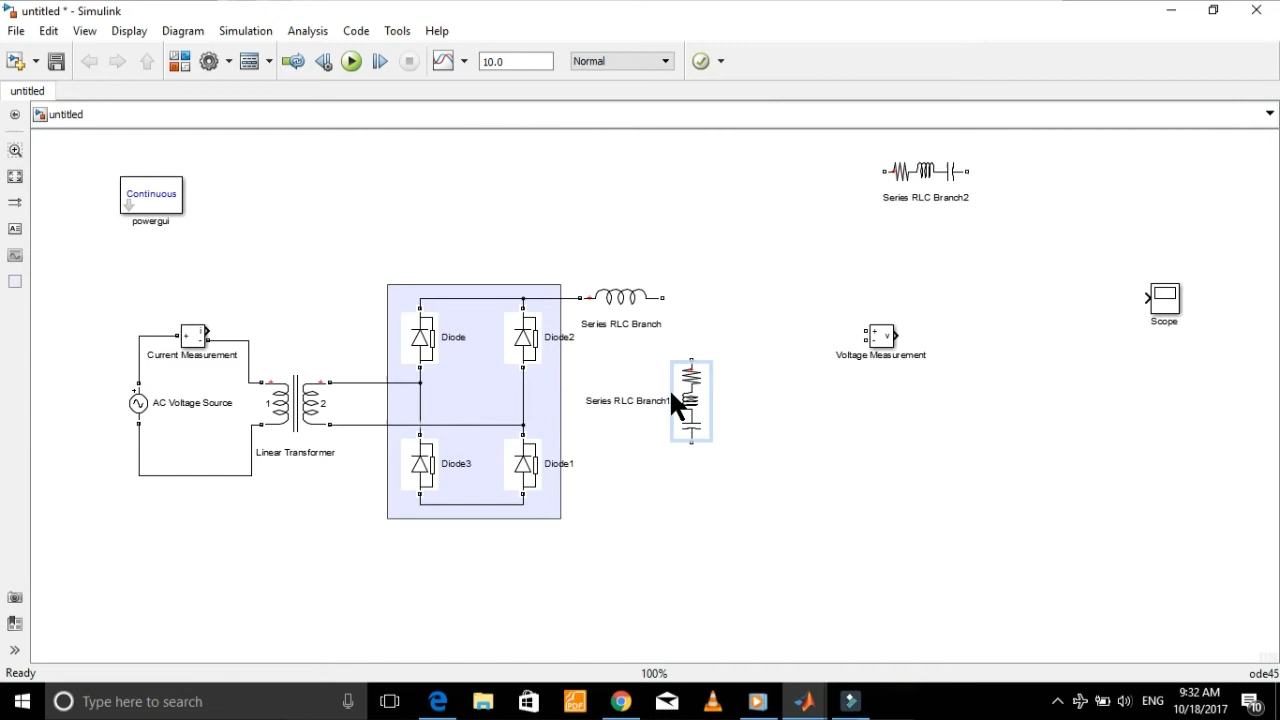 untitled * - Simulink
File Edit View Display Diagram Simulation Analysis Code Tools Help
10.0 Normal
untitled
untitled
Continuous
powergui
Series RLC Branch2
Series RLC Branch
Scope
Diode Diode2
Current Measurement
Voltage Measurement
i
+
-
+ v
-
AC Voltage Source
+
1 2
Series RLC Branch1
Linear Transformer
Diode3 Diode1
Ready 100% ode45
Type here to search
PDF
ENG
9:32 AM
10/18/2017
10